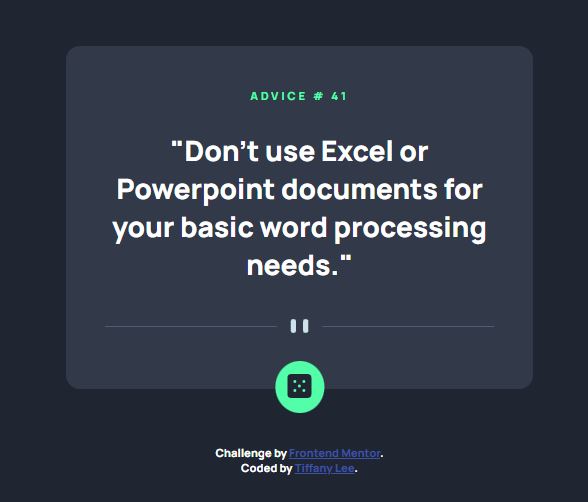 ADVICE # 41
"Don't use Excel or
Powerpoint documents for
your basic word processing
needs."
Challenge by Frontend Mentor.
Coded by Tiffany Lee.